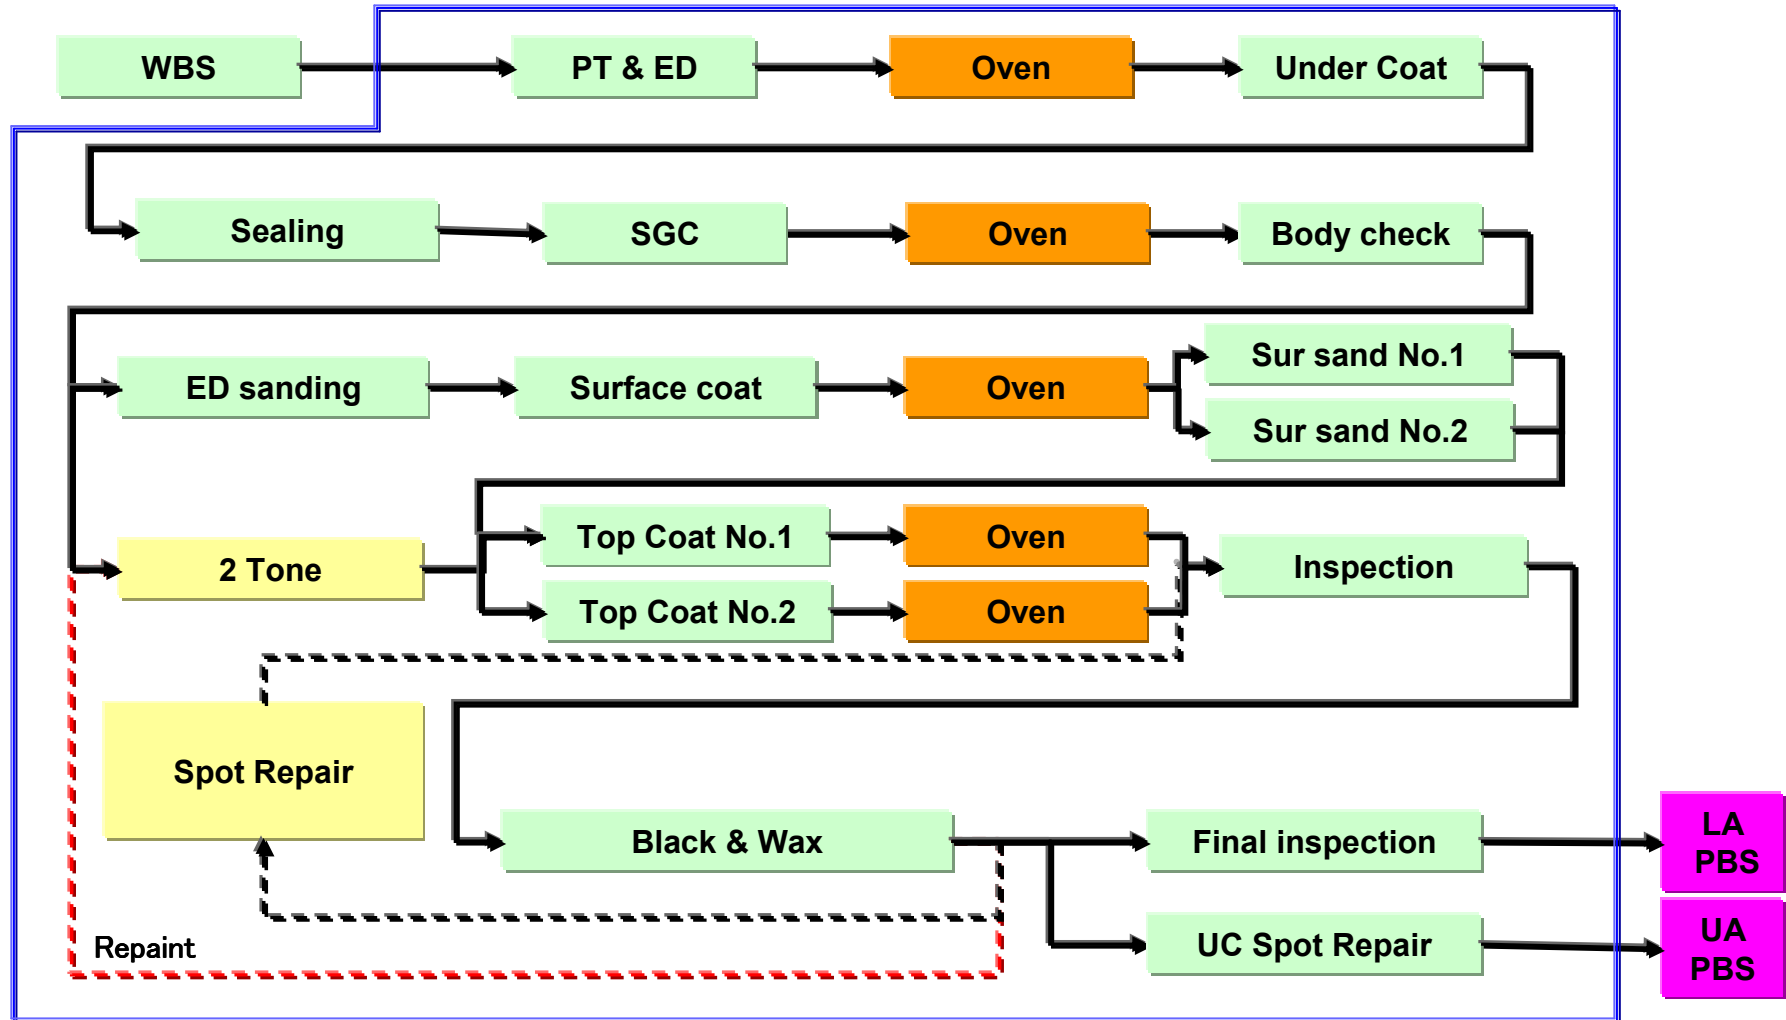 WBS
PT & ED
Oven
Under Coat
Sealing
SGC
Oven
Body check
ED sanding
Surface coat
Oven
Sur sand No.1
Sur sand No.2
2 Tone
Top Coat No.1
Oven
Top Coat No.2
Oven
Inspection
Spot Repair
Black & Wax
Final inspection
LA
PBS
Repaint
UC Spot Repair
UA
PBS